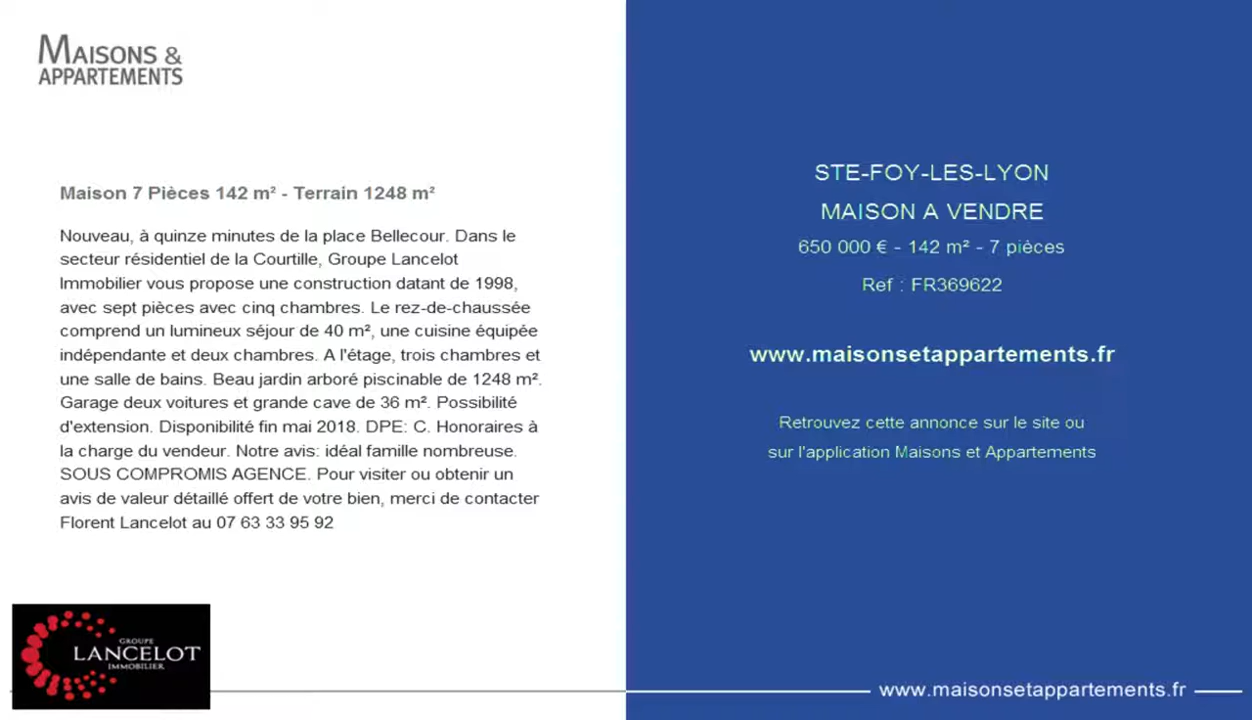 MAISONS &
APPARTEMENTS
Maison 7 Pièces 142 m² - Terrain 1248 m²
Nouveau, à quinze minutes de la place Bellecour. Dans le
secteur résidentiel de la Courtille, Groupe Lancelot
Immobilier vous propose une construction datant de 1998,
avec sept pièces avec cinq chambres. Le rez-de-chaussée
comprend un lumineux séjour de 40 m², une cuisine équipée
indépendante et deux chambres. A l'étage, trois chambres et
une salle de bains. Beau jardin arboré piscinable de 1248 m².
Garage deux voitures et grande cave de 36 m². Possibilité
d'extension. Disponibilité fin mai 2018. DPE: C. Honoraires à
la charge du vendeur. Notre avis: idéal famille nombreuse.
SOUS COMPROMIS AGENCE. Pour visiter ou obtenir un
avis de valeur détaillé offert de votre bien, merci de contacter
Florent Lancelot au 07 63 33 95 92
GROUPE
LANCELOT
IMMOBILIER
STE-FOY-LES-LYON
MAISON A VENDRE
650 000 € - 142 m² - 7 pièces
Ref : FR369622
www.maisonsetappartements.fr
Retrouvez cette annonce sur le site ou
sur l'application Maisons et Appartements
www.maisonsetappartements.fr